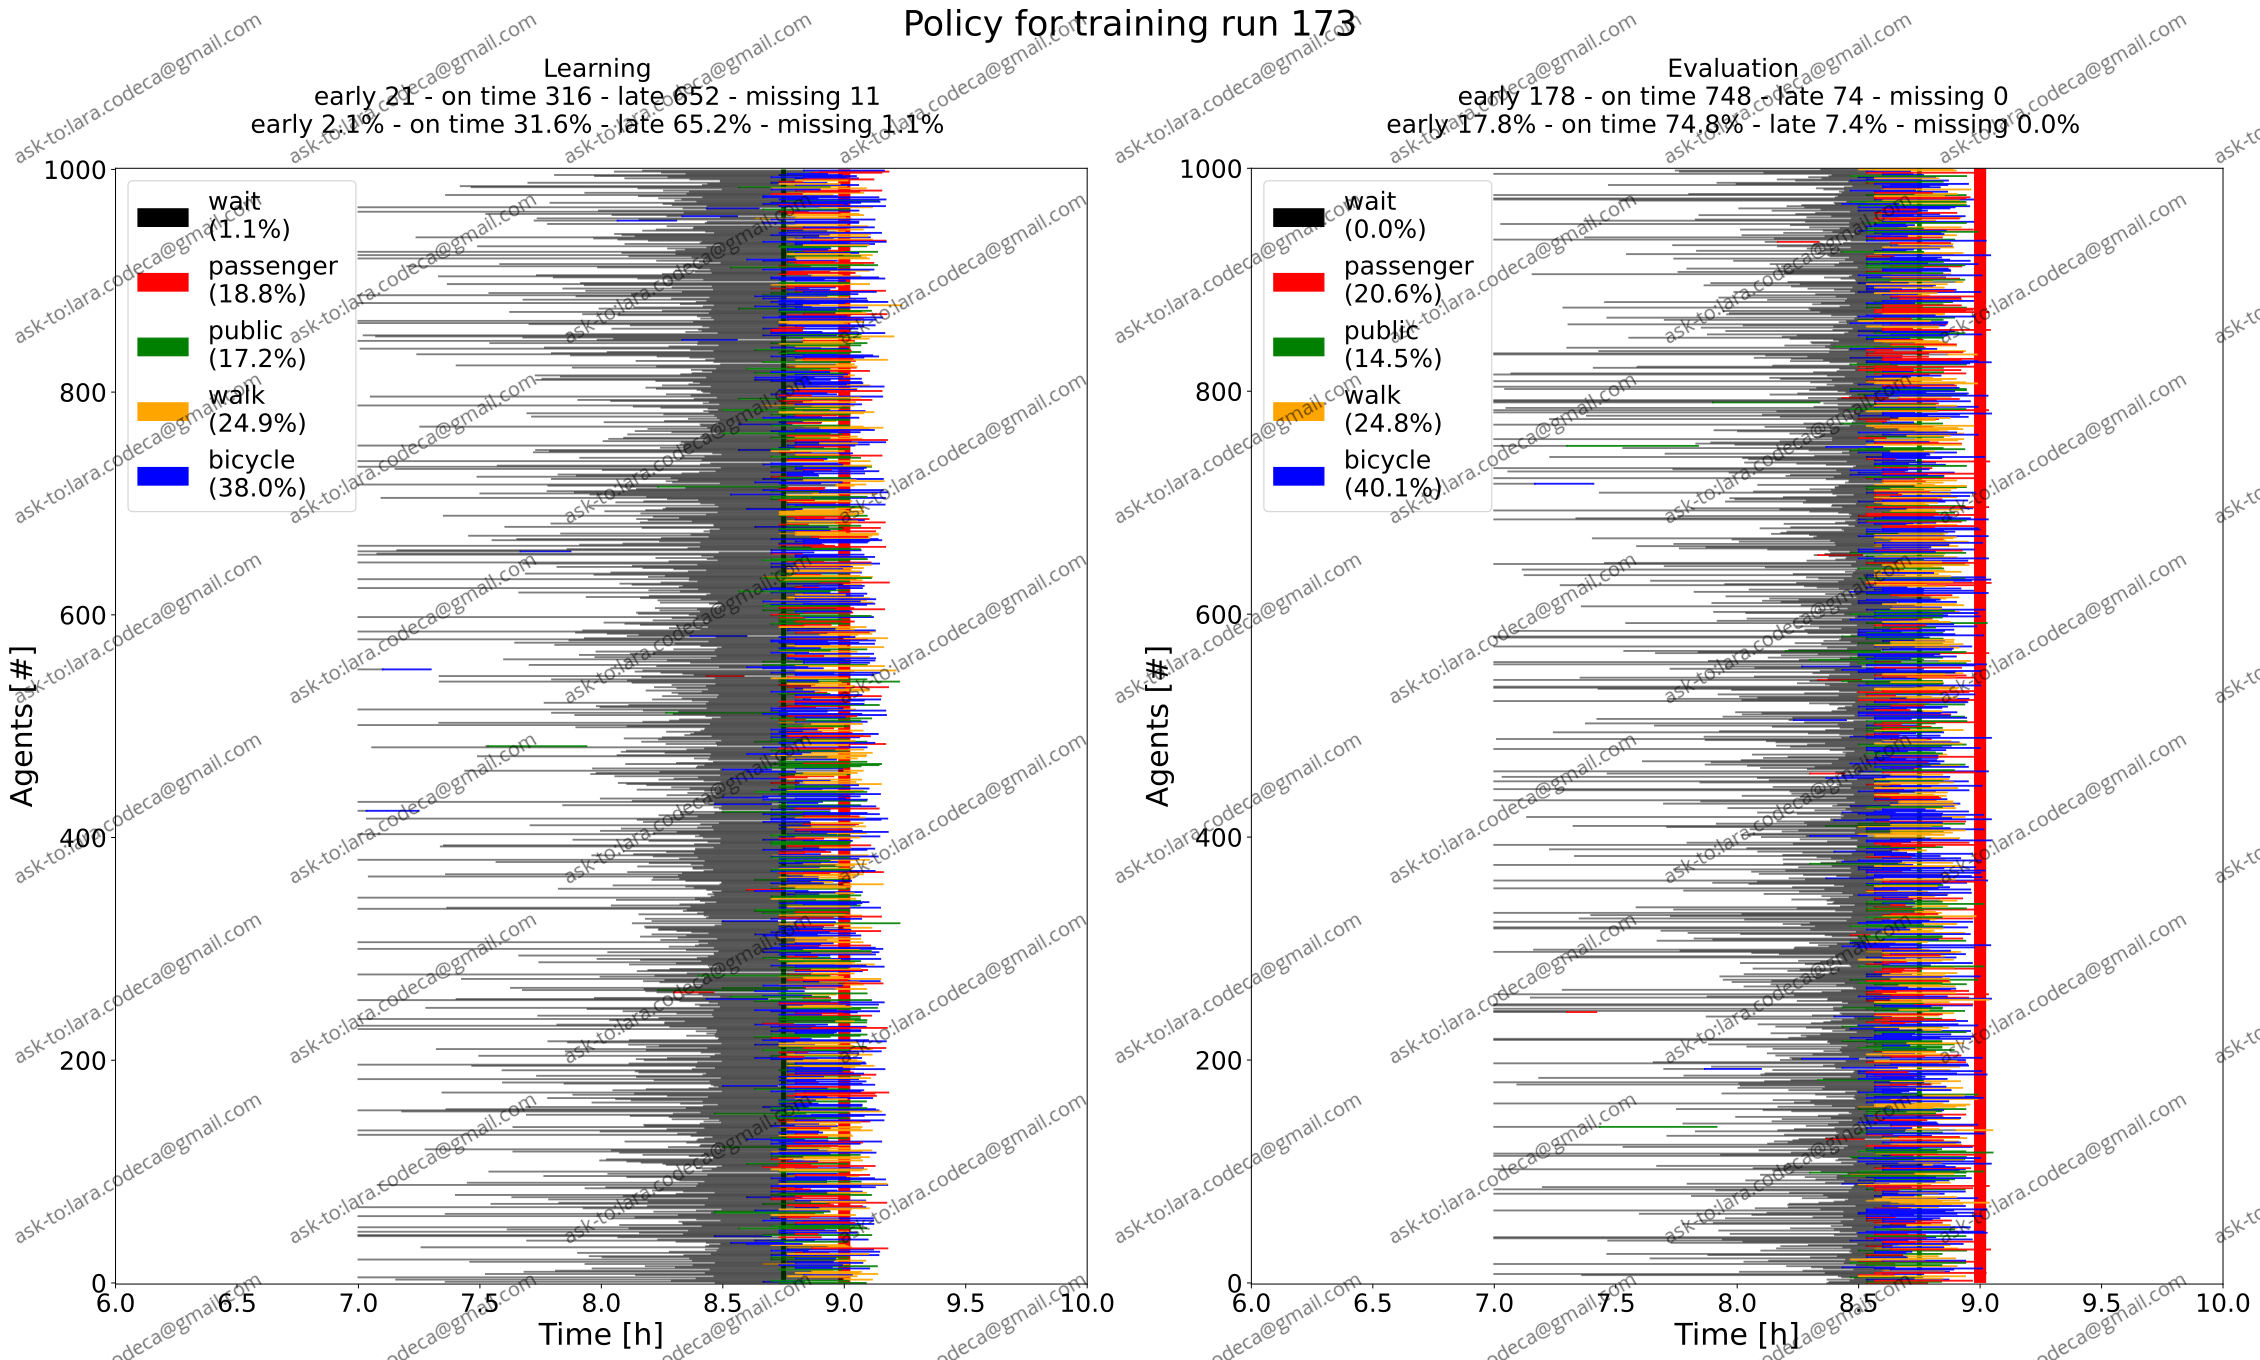 Policy for training run 173
Learning
early 21 - on time 316 - late 652 - missing 11
early 2.1% - on time 31.6% - late 65.2% - missing 1.1%
1000
800
600
400
200
0
Agents [#]
wait
(1.1%)
passenger
(18.8%)
public
(17.2%)
walk
(24.9%)
bicycle
(38.0%)
6.0 6.5 7.0 7.5 8.0 8.5 9.0 9.5 10.0
Time [h]
Evaluation
early 178 - on time 748 - late 74 - missing 0
early 17.8% - on time 74.8% - late 7.4% - missing 0.0%
1000
800
600
400
200
0
Agents [#]
wait
(0.0%)
passenger
(20.6%)
public
(14.5%)
walk
(24.8%)
bicycle
(40.1%)
6.0 6.5 7.0 7.5 8.0 8.5 9.0 9.5 10.0
Time [h]
ask-to:lara.codeca@gmail.com